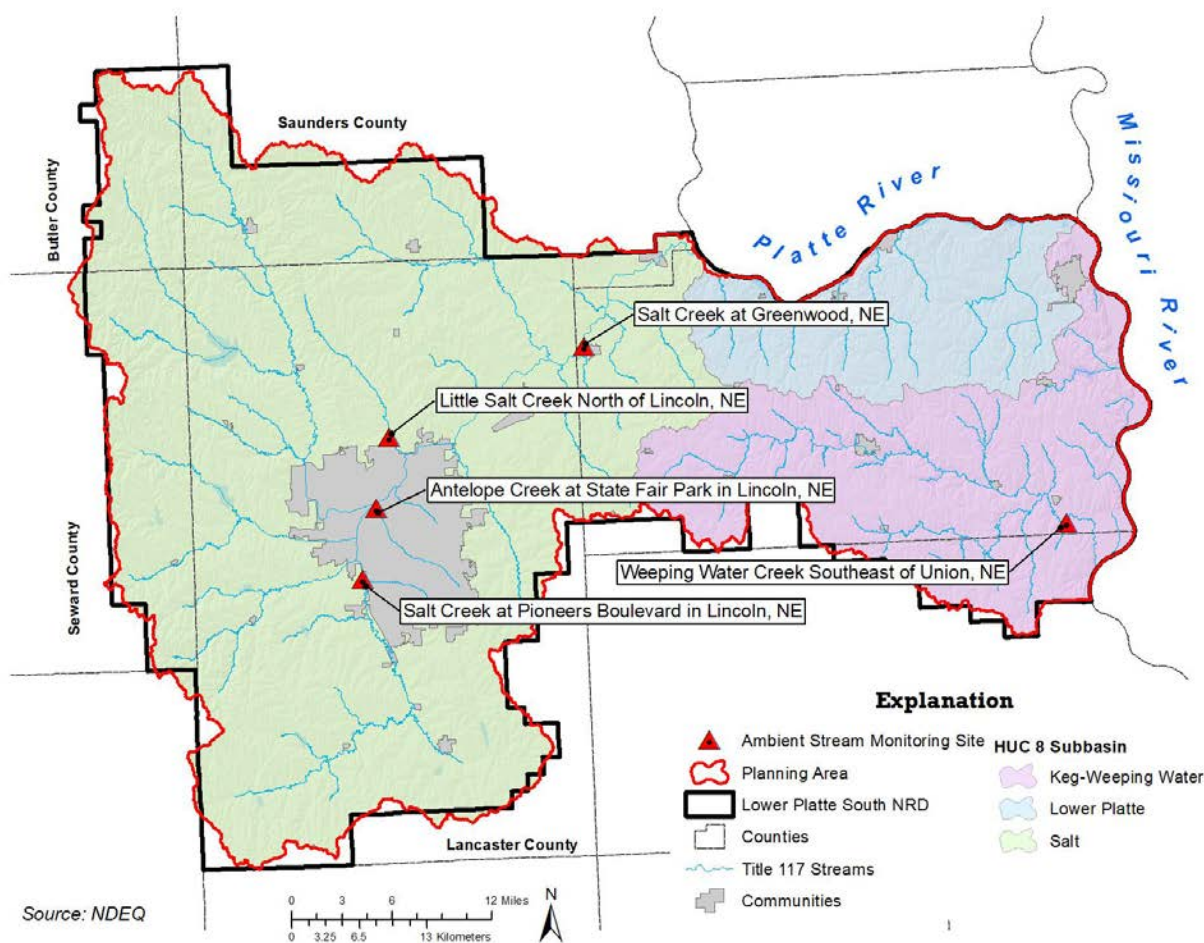 Saunders County
Butler County
Seward County
Lancaster County
Platte River
Missouri River
Salt Creek at Greenwood, NE
Little Salt Creek North of Lincoln, NE
Antelope Creek at State Fair Park in Lincoln, NE
Weeping Water Creek Southeast of Union, NE
Salt Creek at Pioneers Boulevard in Lincoln, NE
Explanation
Ambient Stream Monitoring Site
Planning Area
Lower Platte South NRD
Counties
Title 117 Streams
Communities
HUC 8 Subbasin
Keg-Weeping Water
Lower Platte
Salt
Source: NDEQ
0 3 6 12 Miles
0 3.25 6.5 13 Kilometers
N